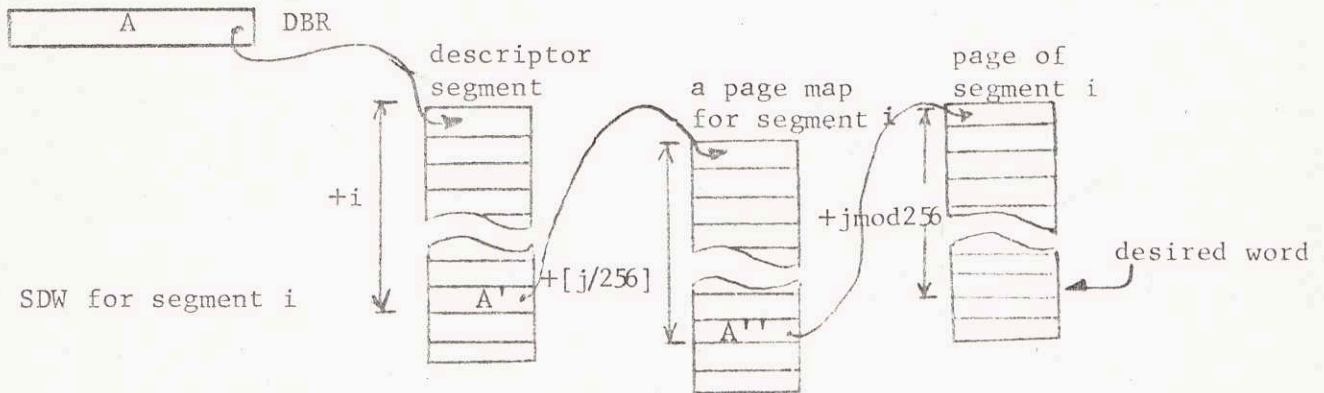 A DBR
descriptor
segment
a page map
for segment i
page of
segment i
+i
+jmod256
desired word
+[j/256]
SDW for segment i
A'
A''